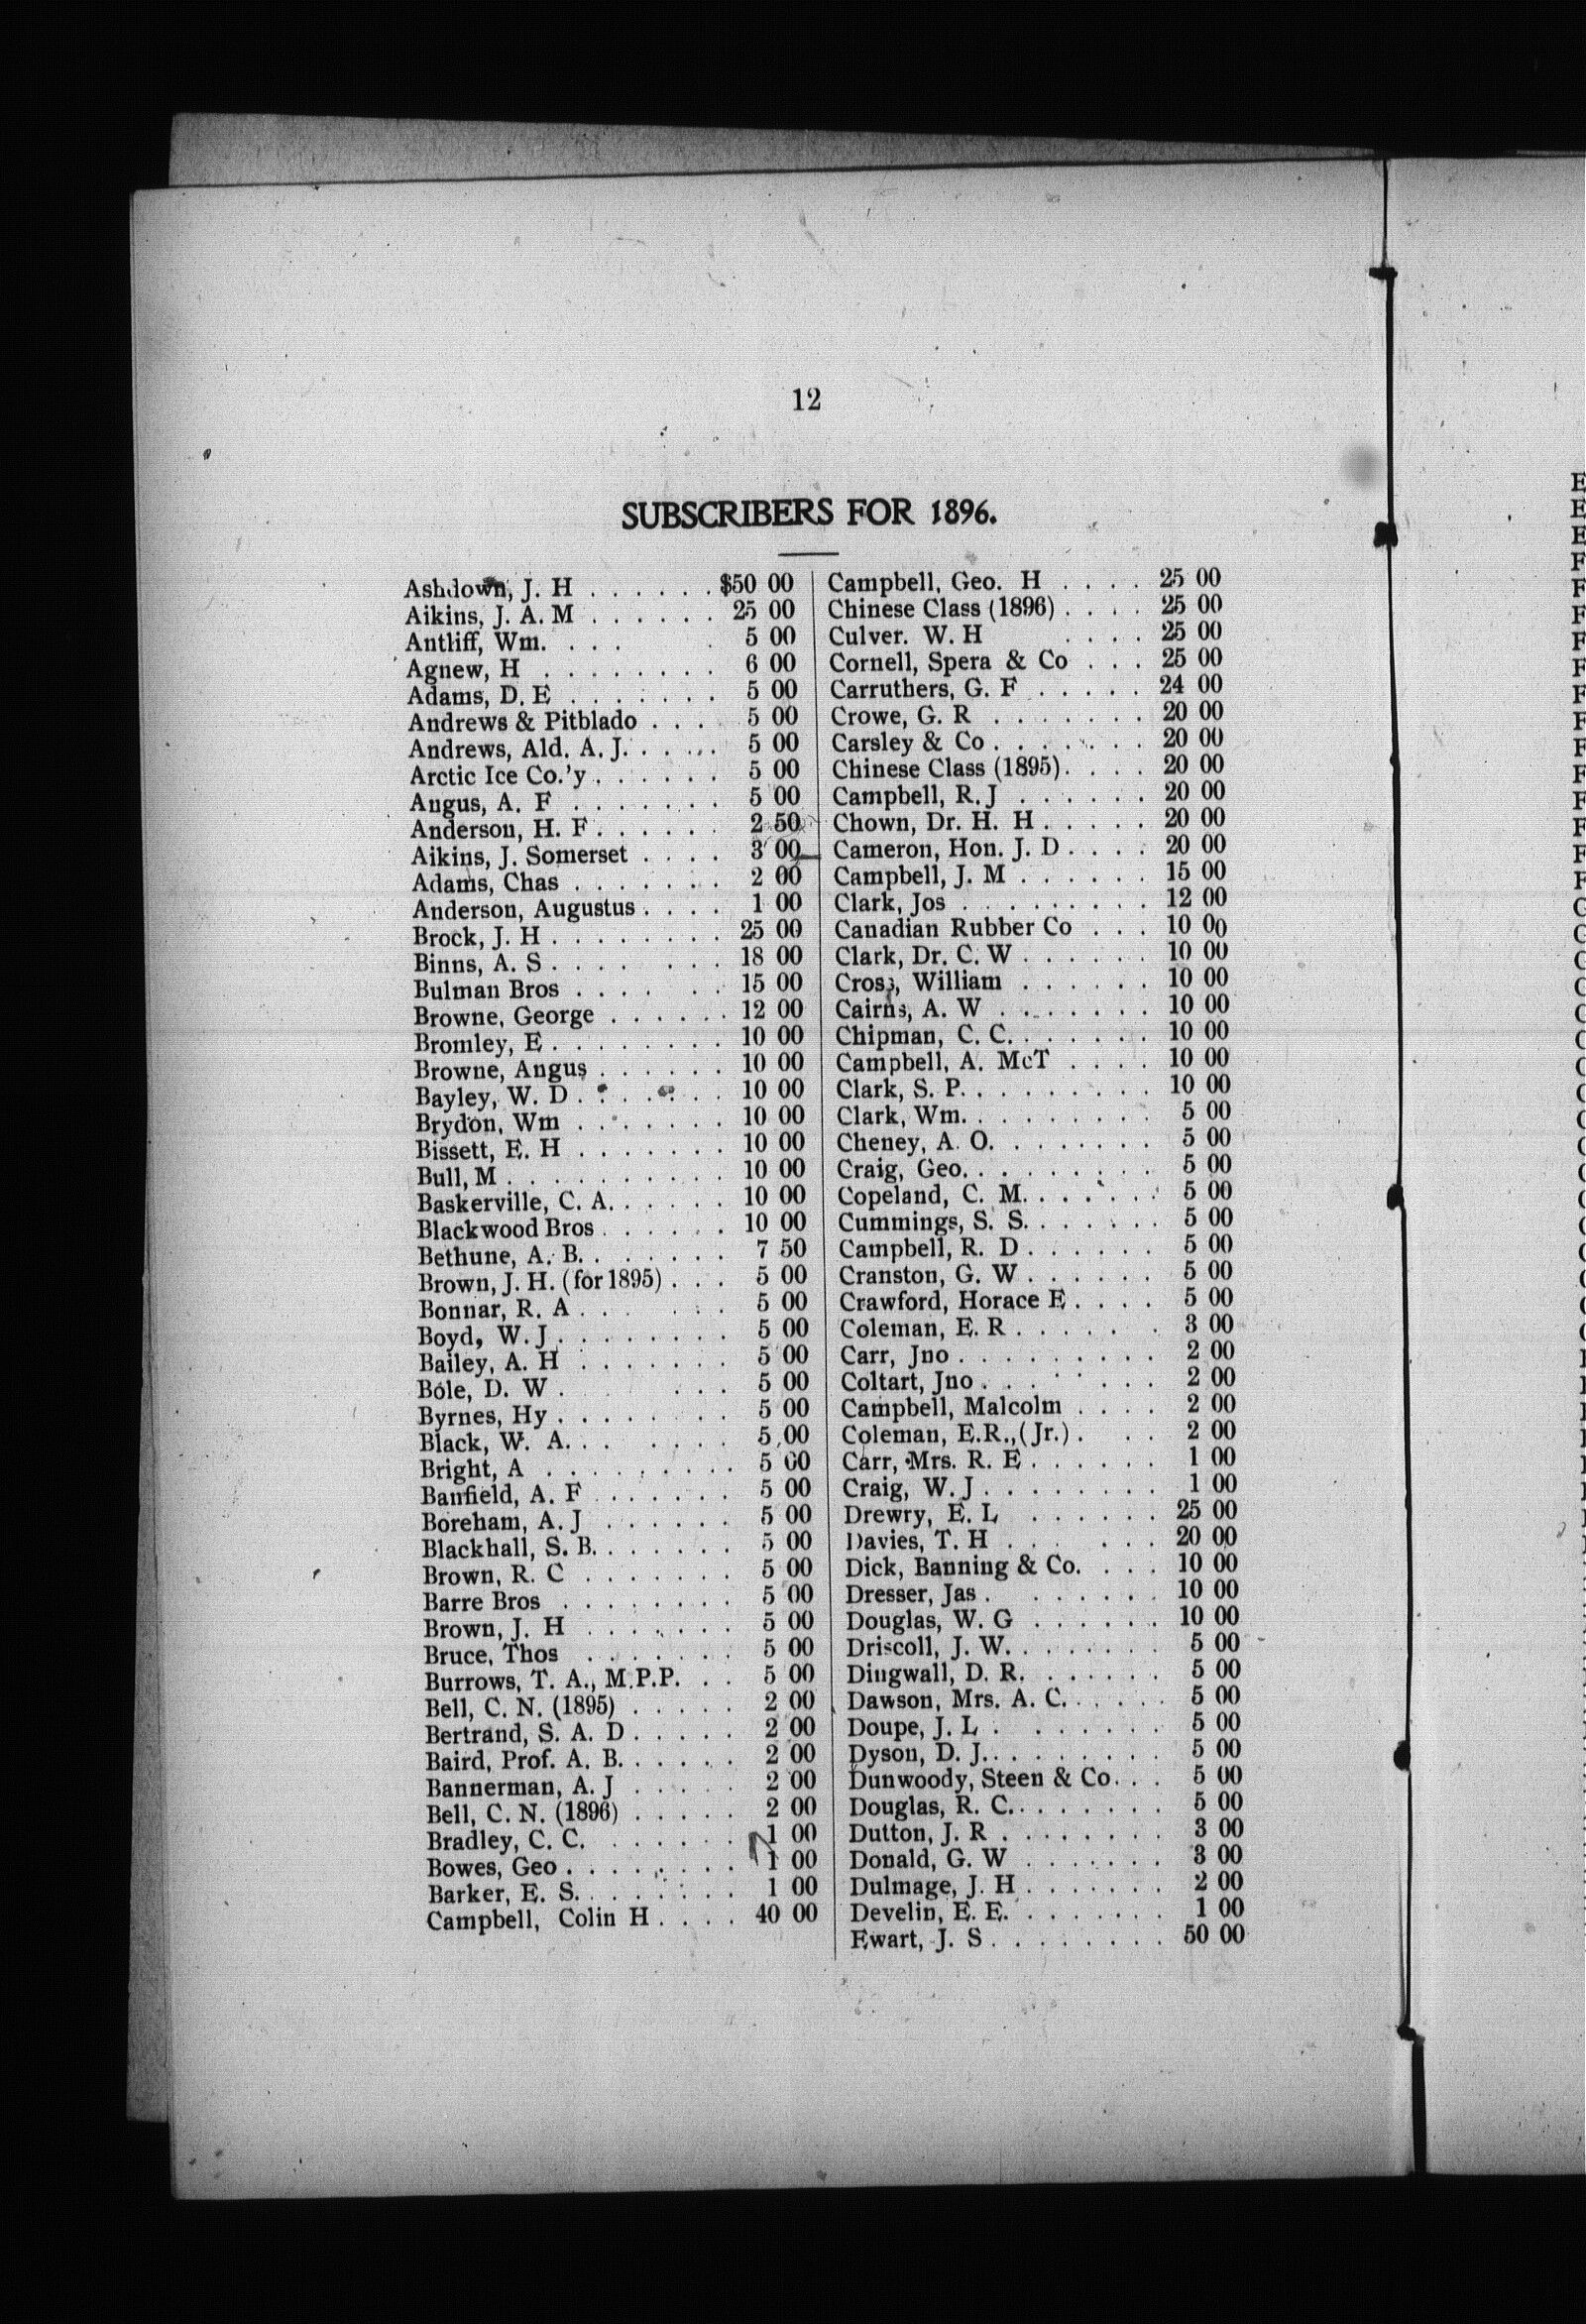 12
SUBSCRIBERS FOR 1896.
Ashdown, J. H . . . . . . $50 00
Aikins, J. A. M . . . . . . 25 00
Antliff, Wm. . . . . 5 00
Agnew, H . . . . . . . . 6 00
Adams, D. E . . . . . . . 5 00
Andrews & Pitblado . . . 5 00
Andrews, Ald. A. J. . . . . 5 00
Arctic Ice Co.'y . . . . . . 5 00
Angus, A. F . . . . . . . 5 00
Anderson, H. F . . . . . . 2 50
Aikins, J. Somerset . . . . 3 00
Adams, Chas . . . . . . . 2 00
Anderson, Augustus . . . . 1 00
Brock, J. H . . . . . . . . 25 00
Binns, A. S . . . . . . . 18 00
Bulman Bros . . . . . . 15 00
Browne, George . . . . . . 12 00
Bromley, E . . . . . . . . 10 00
Browne, Angus . . . . . . 10 00
Bayley, W. D . . . . . . 10 00
Brydon, Wm . . . . . . . 10 00
Bissett, E. H . . . . . . . 10 00
Bull, M . . . . . . . . . . 10 00
Baskerville, C. A. . . . . . 10 00
Blackwood Bros . . . . . . 10 00
Bethune, A. B. . . . . . . 7 50
Brown, J. H. (for 1895) . . . 5 00
Bonnar, R. A . . . . . . 5 00
Boyd, W. J . . . . . . . . 5 00
Bailey, A. H . . . . . . . 5 00
Bole, D. W . . . . 5 00
Byrnes, Hy . . . . . . . . 5 00
Black, W. A. . . . . . . 5 00
Bright, A . . . . . . . . . 5 00
Banfield, A. F . . . . . . 5 00
Boreham, A. J . . . . . . 5 00
Blackhall, S. B. . . . . . . 5 00
Brown, R. C . . . . . . . 5 00
Barre Bros . . . . . . . . 5 00
Brown, J. H . . . . . . . 5 00
Bruce, Thos . . . . . . . 5 00
Burrows, T. A., M.P.P. . . 5 00
Bell, C. N. (1895) . . . . . 2 00
Bertrand, S. A. D . . . . . 2 00
Baird, Prof. A. B. . . . . . 2 00
Bannerman, A. J . . . . . 2 00
Bell, C. N. (1896) . . . . . 2 00
Bradley, C. C. . . . . . . 1 00
Bowes, Geo . . . . . . . . 1 00
Barker, E. S. . . . . . . . 1 00
Campbell, Colin H . . . . 40 00
Campbell, Geo. H . . . . 25 00
Chinese Class (1896) . . . . 25 00
Culver. W. H . . . . 25 00
Cornell, Spera & Co . . . 25 00
Carruthers, G. F . . . . . 24 00
Crowe, G. R . . . . . . . 20 00
Carsley & Co . . . . . . . 20 00
Chinese Class (1895) . . . . 20 00
Campbell, R. J . . . . . . 20 00
Chown, Dr. H. H . . . . . 20 00
Cameron, Hon. J. D . . . . 20 00
Campbell, J. M . . . . . . 15 00
Clark, Jos . . . . . . . . . 12 00
Canadian Rubber Co . . . 10 00
Clark, Dr. C. W . . . . . . 10 00
Cross, William . . . . . . 10 00
Cairns, A. W . . . . . . . 10 00
Chipman, C. C. . . . . . . 10 00
Campbell, A. McT . . . . 10 00
Clark, S. P. . . . . . . . . 10 00
Clark, Wm. . . . . . . . . 5 00
Cheney, A. O. . . . . . . . 5 00
Craig, Geo. . . . . . . . . 5 00
Copeland, C. M. . . . . . . 5 00
Cummings, S. S. . . . . . . 5 00
Campbell, R. D . . . . . . 5 00
Cranston, G. W . . . . . . 5 00
Crawford, Horace E . . . . 5 00
Coleman, E. R . . . . . . . 3 00
Carr, Jno . . . . . . . . . 2 00
Coltart, Jno . . . . . . . . 2 00
Campbell, Malcolm . . . . 2 00
Coleman, E.R.,(Jr.) . . . 2 00
Carr, Mrs. R. E . . . . . . 1 00
Craig, W. J . . . . . . . . 1 00
Drewry, E. L . . . . . . 25 00
Davies, T. H . . . . . . 20 00
Dick, Banning & Co. . . . 10 00
Dresser, Jas . . . . . . . 10 00
Douglas, W. G . . . . . . 10 00
Driscoll, J. W. . . . . . . . 5 00
Dingwall, D. R. . . . . . . 5 00
Dawson, Mrs. A. C. . . . . 5 00
Doupe, J. L . . . . . . . 5 00
Dyson, D. J. . . . . . . . . 5 00
Dunwoody, Steen & Co . . . 5 00
Douglas, R. C. . . . . . . . 5 00
Dutton, J. R . . . . . . . . 3 00
Donald, G. W . . . . . . . 3 00
Dulmage, J. H . . . . . . . 2 00
Develin, E. E. . . . . . . . 1 00
Ewart, J. S . . . . . . . . . 50 00